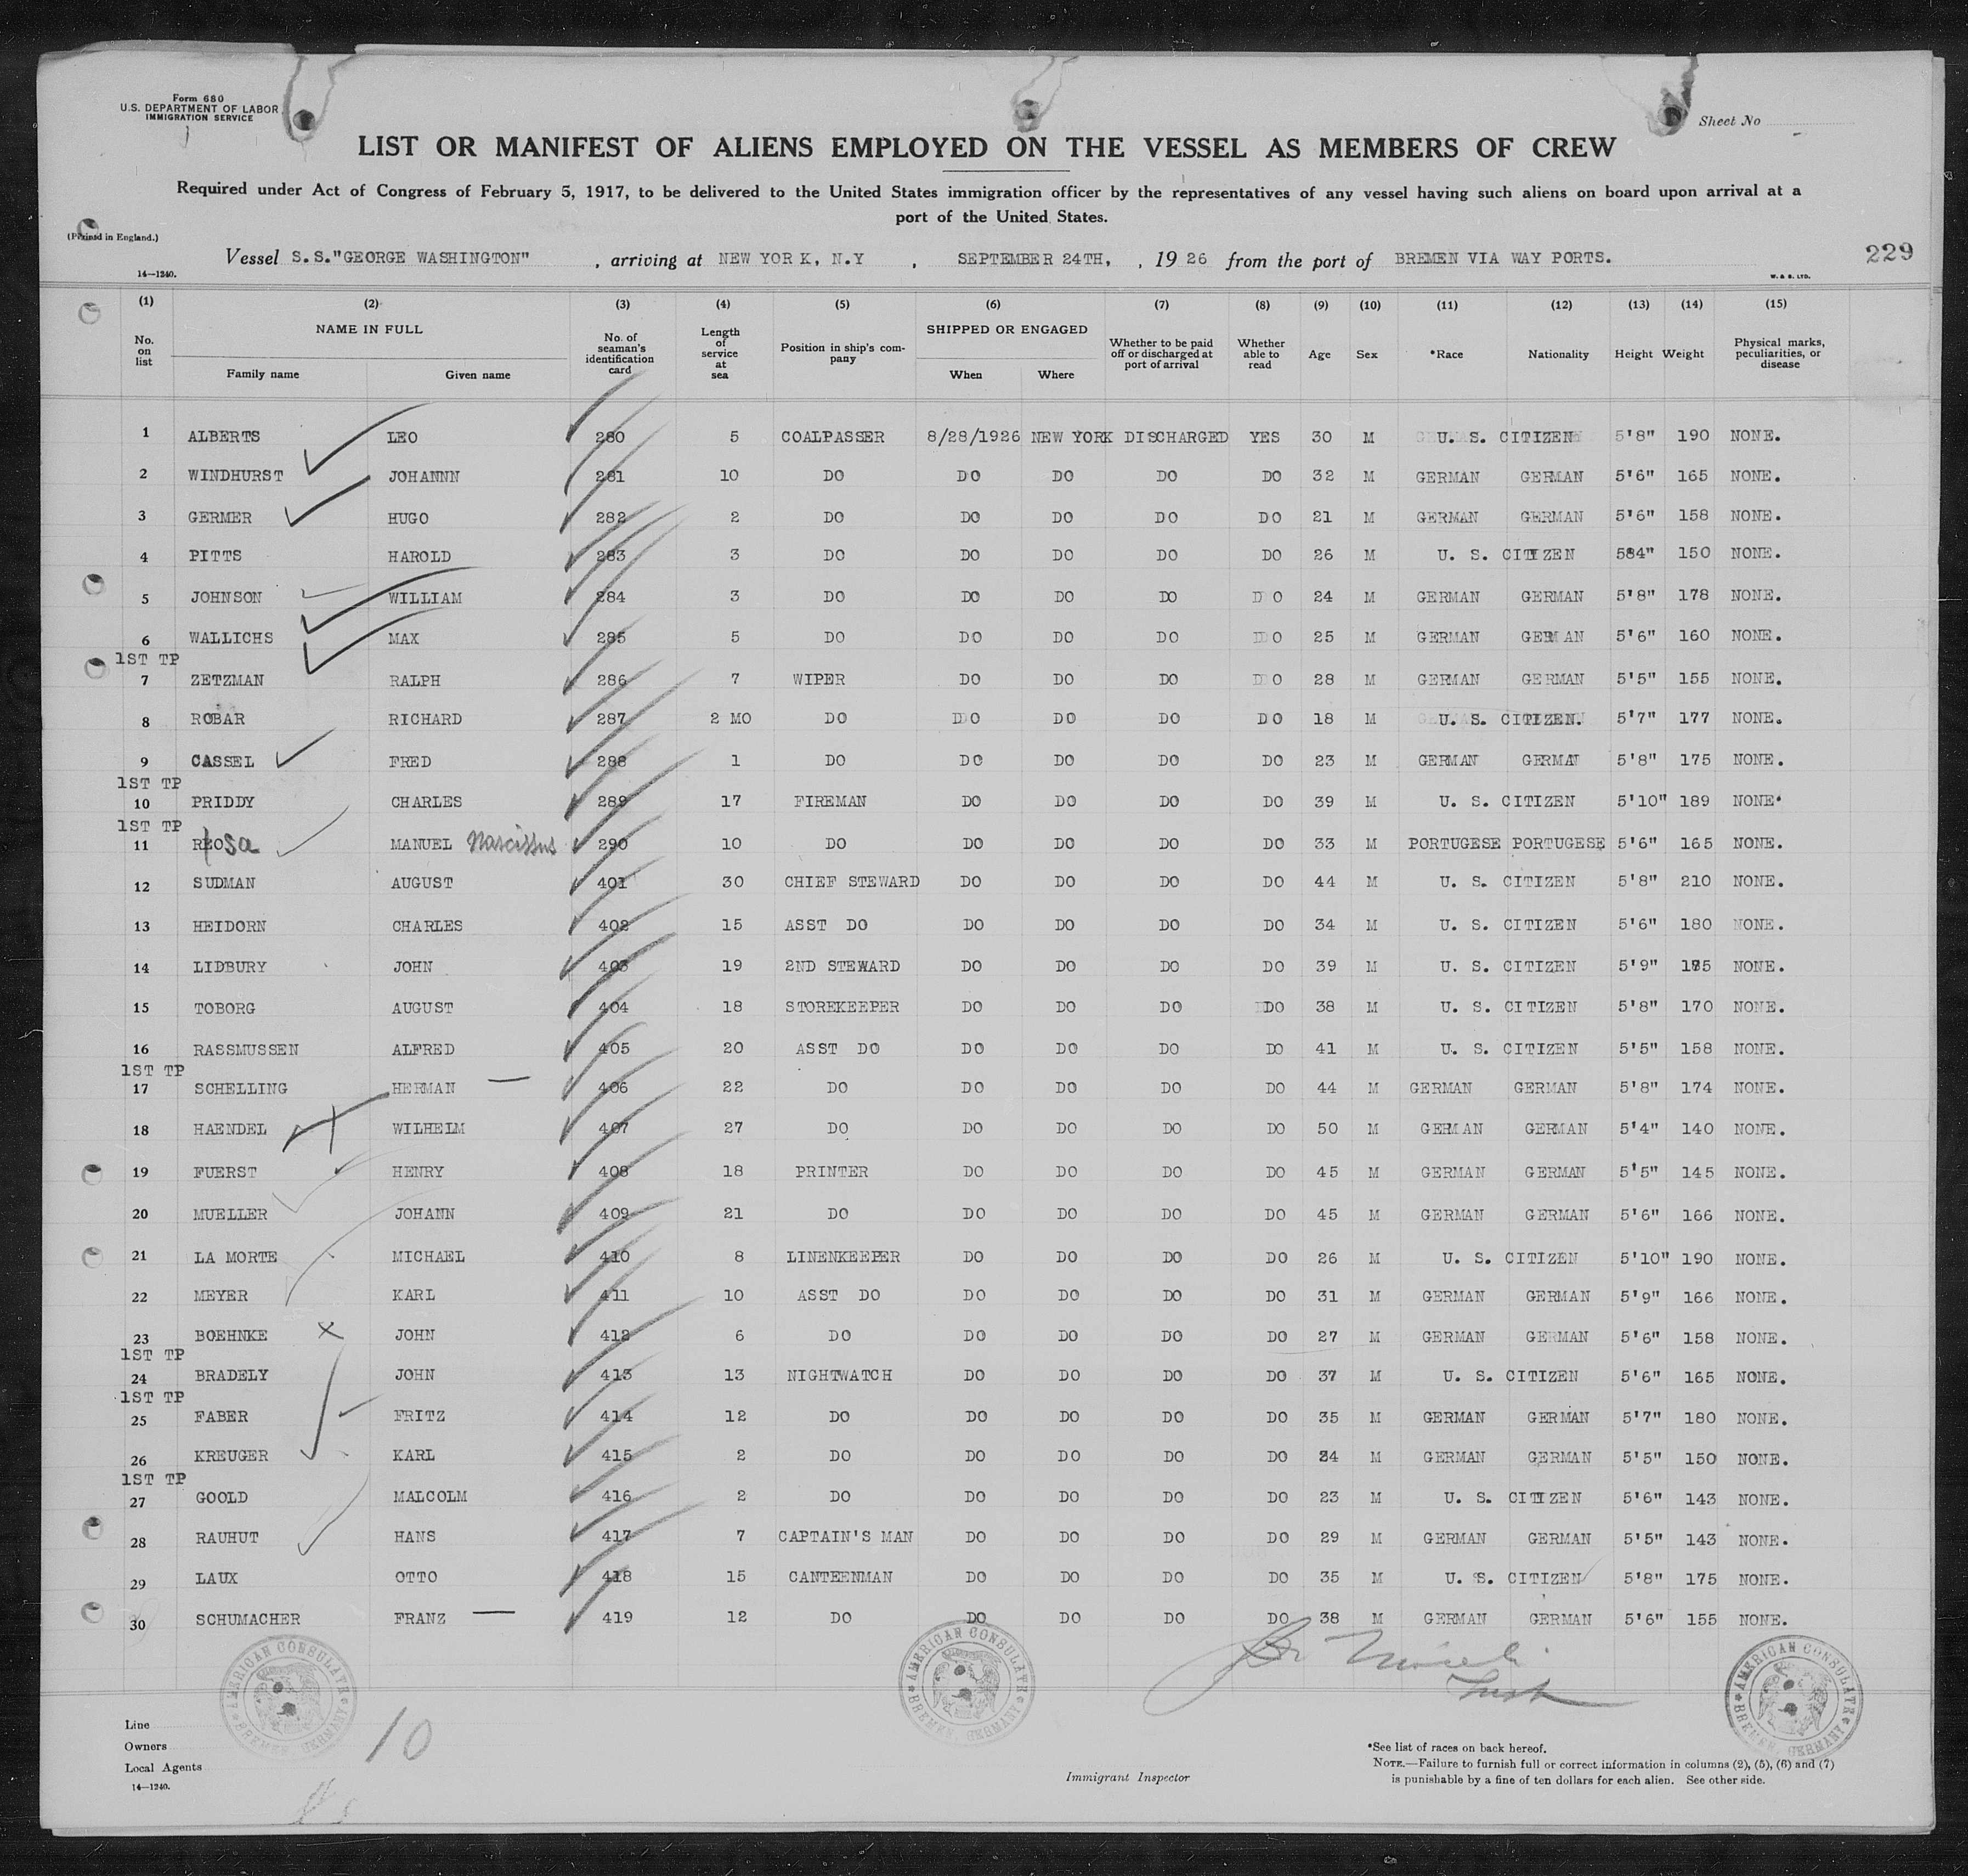 Form 680
U.S. DEPARTMENT OF LABOR
IMMIGRATION SERVICE
Sheet No
LIST OR MANIFEST OF ALIENS EMPLOYED ON THE VESSEL AS MEMBERS OF CREW
Required under Act of Congress of February 5, 1917, to be delivered to the United States immigration officer by the representatives of any vessel having such aliens on board upon arrival at a
port of the United States.
(Printed in England.)
Vessel S.S."GEORGE WASHINGTON" , arriving at NEW YORK, N.Y , SEPTEMBER 24TH, , 19 26 from the port of BREMEN VIA WAY PORTS. 229
14—1240. W. & S. LTD.
(1) (2) (3) (4) (5) (6) (7) (8) (9) (10) (11) (12) (13) (14) (15)
No. on list NAME IN FULL Family name Given name No. of seaman's identification card Length of service at sea Position in ship's company SHIPPED OR ENGAGED When Where Whether to be paid off or discharged at port of arrival Whether able to read Age Sex *Race Nationality Height Weight Physical marks, peculiarities, or disease
1 ALBERTS LEO 280 5 COALPASSER 8/28/1926 NEW YORK DISCHARGED YES 30 M U. S. CITIZEN 5'8" 190 NONE.
2 WINDHURST JOHANNN 281 10 DO DO DO DO DO 32 M GERMAN GERMAN 5'6" 165 NONE.
3 GERMER HUGO 282 2 DO DO DO DO DO 21 M GERMAN GERMAN 5'6" 158 NONE.
4 PITTS HAROLD 283 3 DO DO DO DO DO 26 M U. S. CITIZEN 584" 150 NONE.
5 JOHNSON WILLIAM 284 3 DO DO DO DO DO 24 M GERMAN GERMAN 5'8" 178 NONE.
6 WALLICHS MAX 285 5 DO DO DO DO DO 25 M GERMAN GERMAN 5'6" 160 NONE.
1ST TP
7 ZETZMAN RALPH 286 7 WIPER DO DO DO DO 28 M GERMAN GERMAN 5'5" 155 NONE.
8 ROBAR RICHARD 287 2 MO DO DO DO DO DO 18 M U. S. CITIZEN. 5'7" 177 NONE.
9 CASSEL FRED 288 1 DO DO DO DO DO 23 M GERMAN GERMAN 5'8" 175 NONE.
1ST TP
10 PRIDDY CHARLES 289 17 FIREMAN DO DO DO DO 39 M U. S. CITIZEN 5'10" 189 NONE.
1ST TP
11 Rosa MANUEL Narcissus 290 10 DO DO DO DO DO 33 M PORTUGESE PORTUGESE 5'6" 165 NONE.
12 SUDMAN AUGUST 401 30 CHIEF STEWARD DO DO DO DO 44 M U. S. CITIZEN 5'8" 210 NONE.
13 HEIDORN CHARLES 402 15 ASST DO DO DO DO DO 34 M U. S. CITIZEN 5'6" 180 NONE.
14 LIDBURY JOHN 403 19 2ND STEWARD DO DO DO DO 39 M U. S. CITIZEN 5'9" NONE.
15 TOBORG AUGUST 404 18 STOREKEEPER DO DO DO DO 38 M U. S. CITIZEN 5'8" 170 NONE.
16 RASSMUSSEN ALFRED 405 20 ASST DO DO DO DO DO 41 M U. S. CITIZEN 5'5" 158 NONE.
1ST TP
17 SCHELLING HERMAN 406 22 DO DO DO DO DO 44 M GERMAN GERMAN 5'8" 174 NONE.
18 HAENDEL WILHELM 407 27 DO DO DO DO DO 50 M GERMAN GERMAN 5'4" 140 NONE.
19 FUERST HENRY 408 18 PRINTER DO DO DO DO 45 M GERMAN GERMAN 5'5" 145 NONE.
20 MUELLER JOHANN 409 21 DO DO DO DO DO 45 M GERMAN GERMAN 5'6" 166 NONE.
21 LA MORTE MICHAEL 410 8 LINENKEEPER DO DO DO DO 26 M U. S. CITIZEN 5'10" 190 NONE.
22 MEYER KARL 411 10 ASST DO DO DO DO DO 31 M GERMAN GERMAN 5'9" 166 NONE.
23 BOEHNKE JOHN 412 6 DO DO DO DO DO 27 M GERMAN GERMAN 5'6" 158 NONE.
1ST TP
24 BRADELY JOHN 413 13 NIGHTWATCH DO DO DO DO 37 M U. S. CITIZEN 5'6" 165 NONE.
1ST TP
25 FABER FRITZ 414 12 DO DO DO DO DO 35 M GERMAN GERMAN 5'7" 180 NONE.
26 KREUGER KARL 415 2 DO DO DO DO DO M GERMAN GERMAN 5'5" 150 NONE.
1ST TP
27 GOOLD MALCOLM 416 2 DO DO DO DO DO 23 M U. S. CITIZEN 5'6" 143 NONE.
28 RAUHUT HANS 417 7 CAPTAIN'S MAN DO DO DO DO 29 M GERMAN GERMAN 5'5" 143 NONE.
29 LAUX OTTO 418 15 CANTEENMAN DO DO DO DO 35 M U. S. CITIZEN 5'8" 175 NONE.
30 SCHUMACHER FRANZ 419 12 DO DO DO DO DO 38 M GERMAN GERMAN 5'6" 155 NONE.
AMERICAN CONSULATE BREMEN, GERMANY
AMERICAN CONSULATE BREMEN, GERMANY
AMERICAN CONSULATE BREMEN, GERMANY
Line
Owners
Local Agents
14—1240.
10
Immigrant Inspector
*See list of races on back hereof.
NOTE.—Failure to furnish full or correct information in columns (2), (5), (6) and (7)
is punishable by a fine of ten dollars for each alien. See other side.